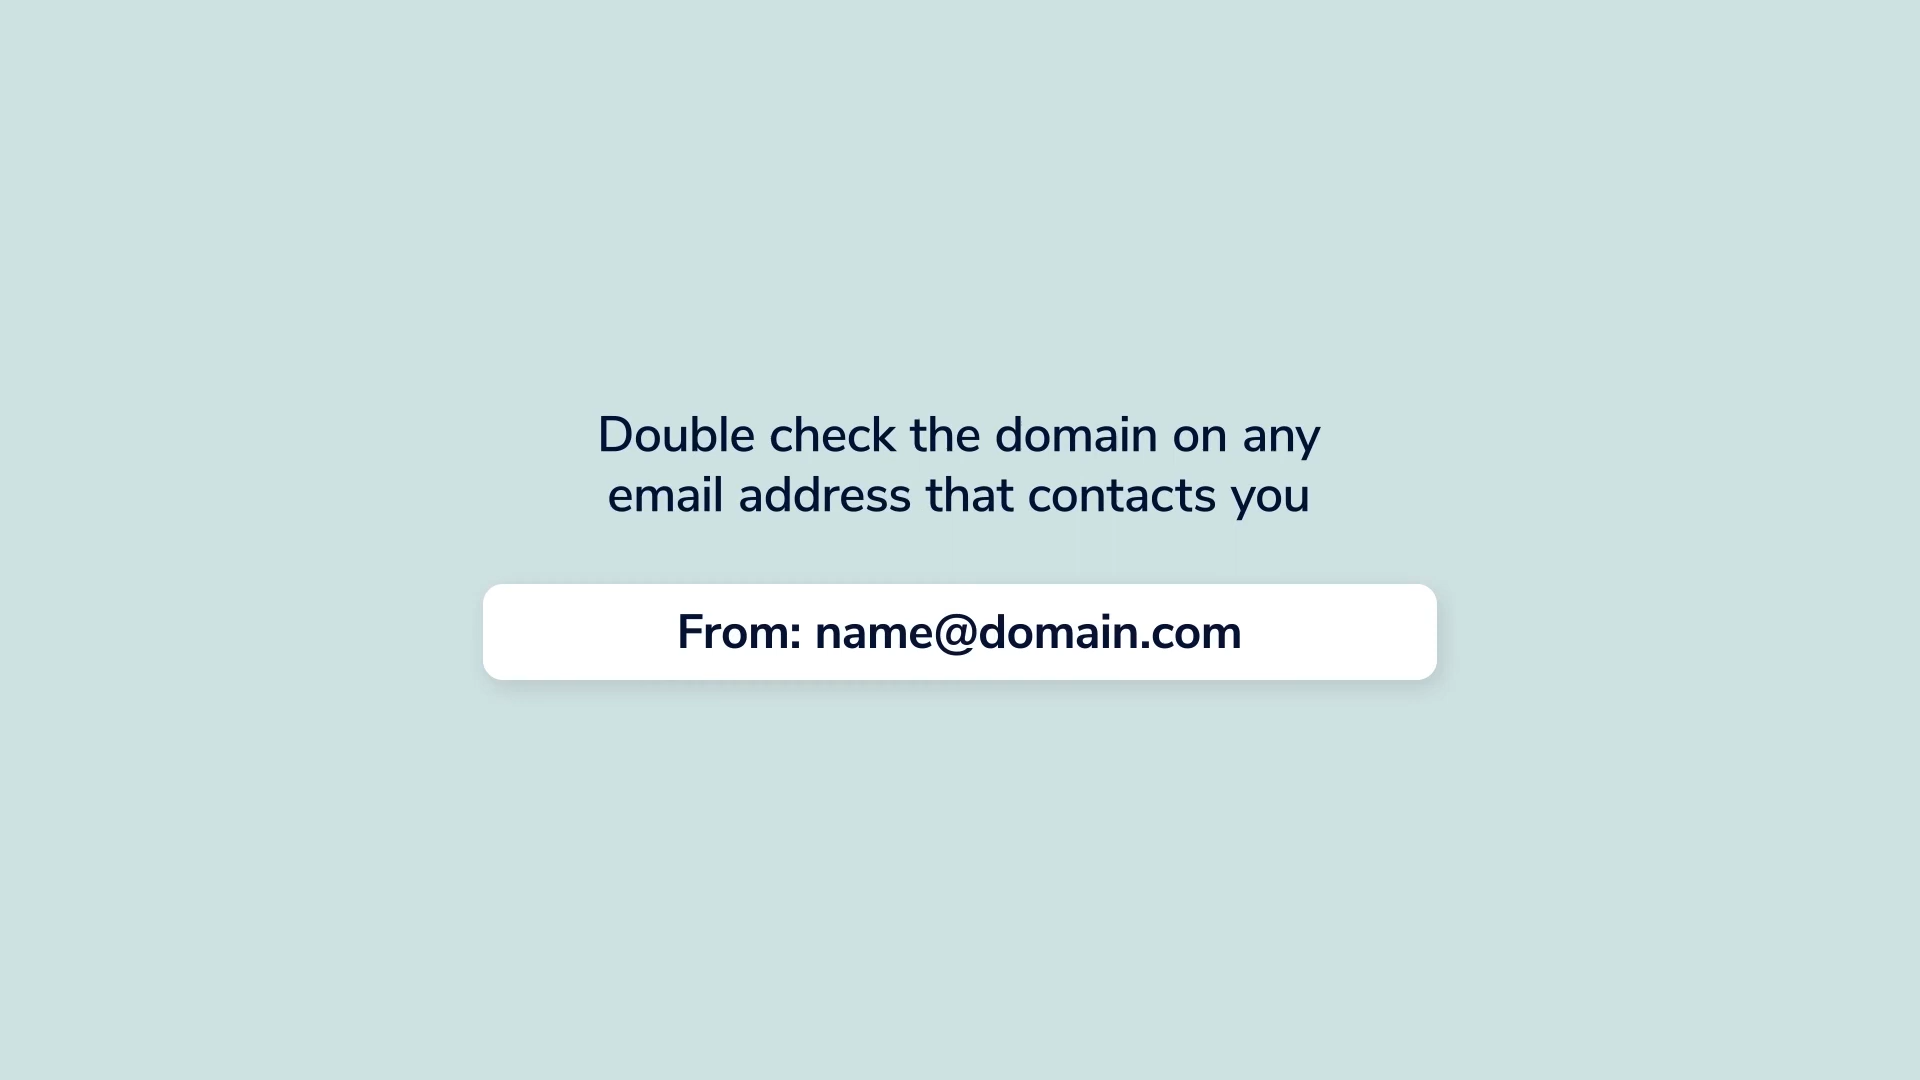 Double check the domain on any
email address that contacts you
From: name@domain.com